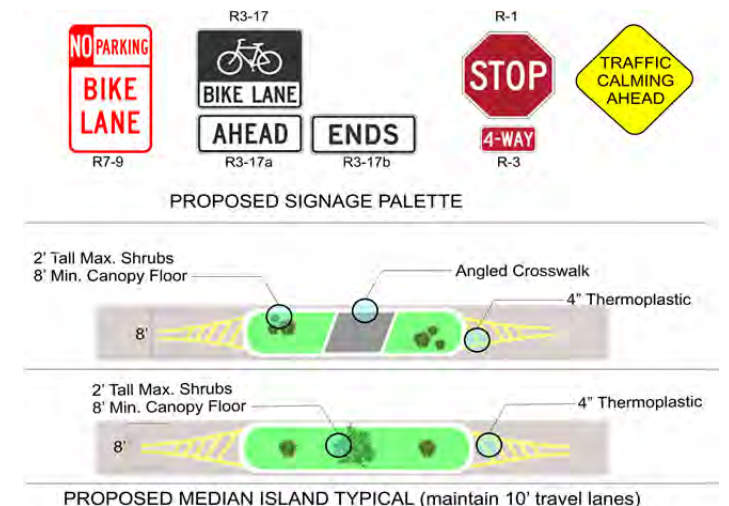 R3-17
R-1
NO PARKING
BIKE
LANE
BIKE LANE
STOP
TRAFFIC
CALMING
AHEAD
AHEAD
ENDS
4-WAY
R7-9
R3-17a
R3-17b
R-3
PROPOSED SIGNAGE PALETTE
2' Tall Max. Shrubs
8' Min. Canopy Floor
Angled Crosswalk
4" Thermoplastic
8'
2' Tall Max. Shrubs
8' Min. Canopy Floor
4" Thermoplastic
8'
PROPOSED MEDIAN ISLAND TYPICAL (maintain 10' travel lanes)